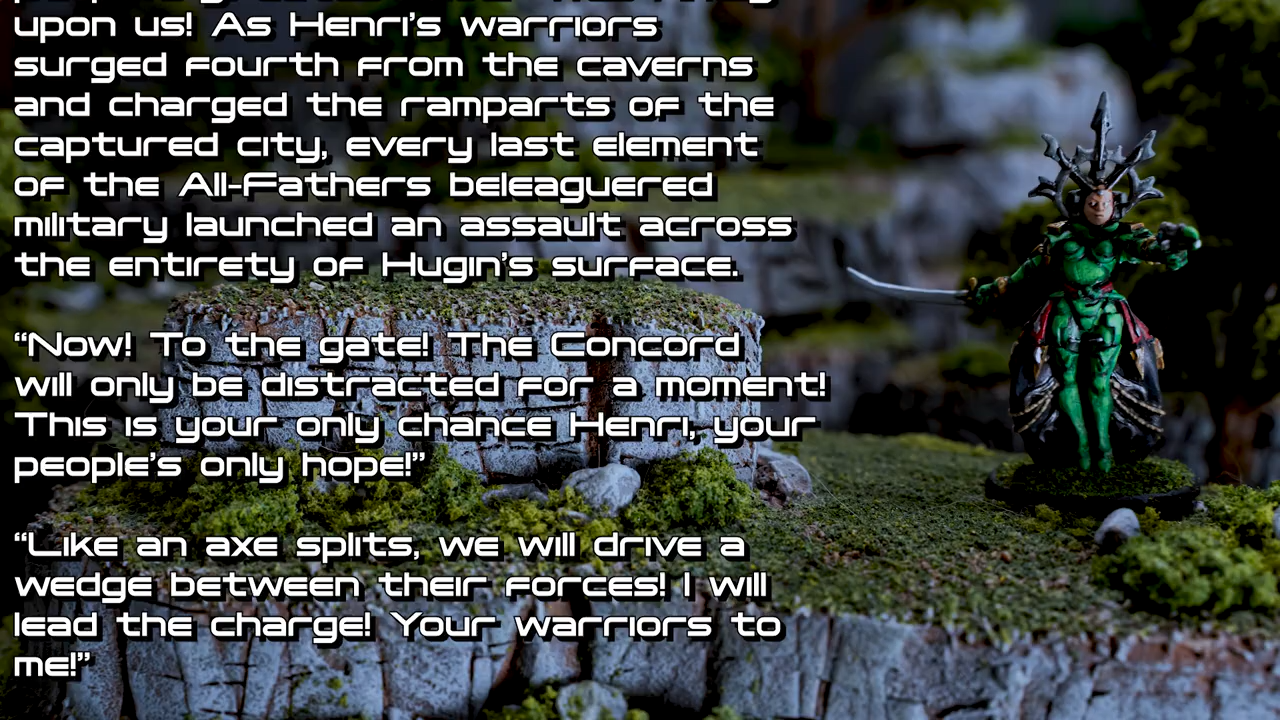 upon us! As Henri's warriors
surged fourth from the caverns
and charged the ramparts of the
captured city, every last element
of the All-Fathers beleaguered
military launched an assault across
the entirety of Hugin's surface.
“Now! To the gate! The Concord
will only be distracted for a moment!
This is your only chance Henri, your
people's only hope!”
“Like an axe splits, we will drive a
wedge between their forces! I will
lead the charge! Your warriors to
me!”